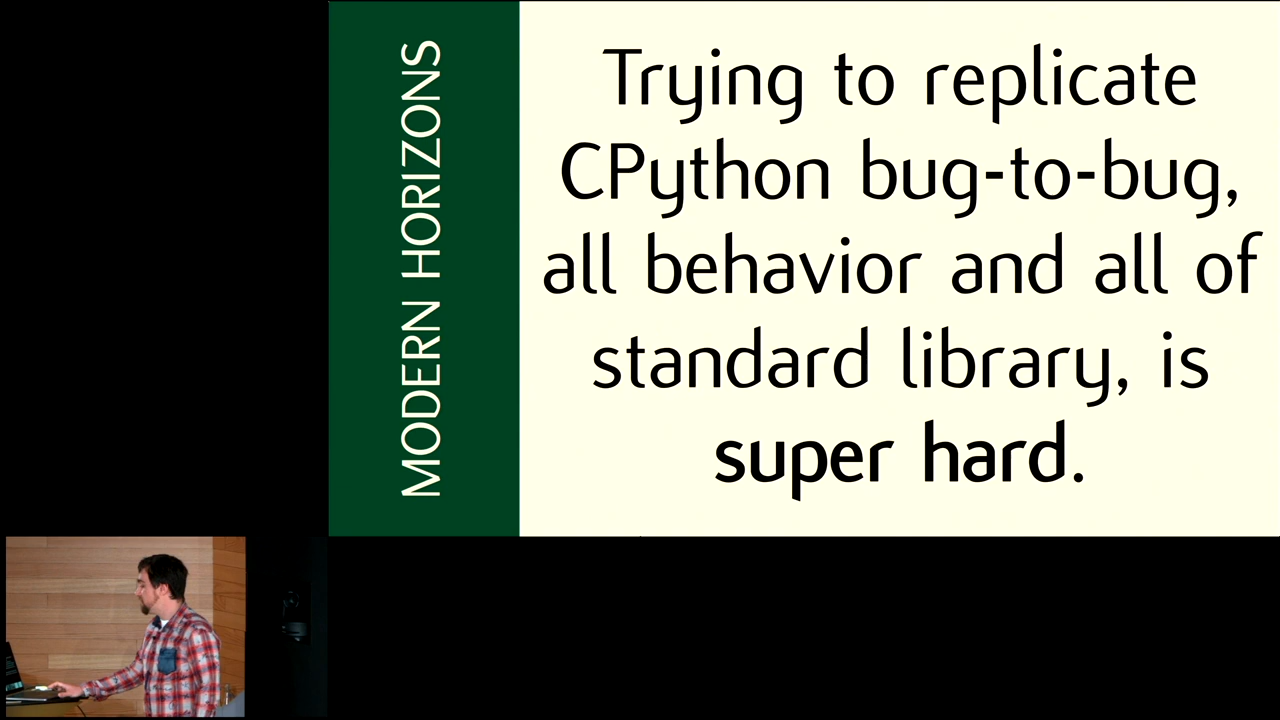 MODERN HORIZONS
Trying to replicate
CPython bug-to-bug,
all behavior and all of
standard library, is
super hard.